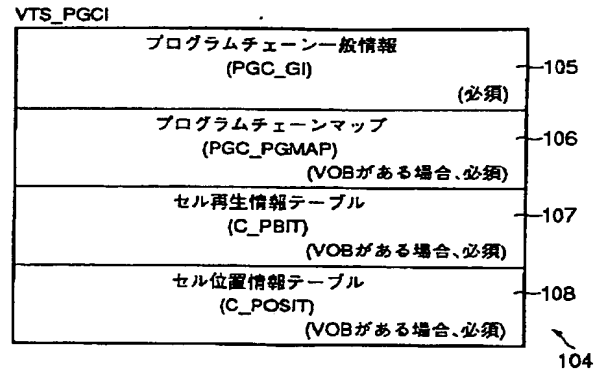 VTS_PGCI
プログラムチェーン一般情報
(PGC_GI)
(必須)
105
プログラムチェーンマップ
(PGC_PGMAP)
(VOBがある場合、必須)
106
セル再生情報テーブル
(C_PBIT)
(VOBがある場合、必須)
107
セル位置情報テーブル
(C_POSIT)
(VOBがある場合、必須)
108
104